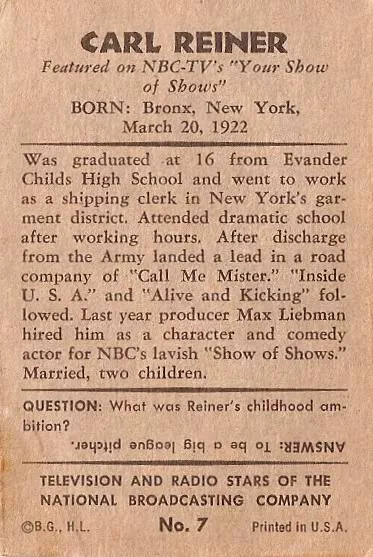 CARL REINER
Featured on NBC-TV's "Your Show
of Shows"
BORN: Bronx, New York,
March 20, 1922
Was graduated at 16 from Evander
Childs High School and went to work
as a shipping clerk in New York's gar-
ment district. Attended dramatic school
after working hours. After discharge
from the Army landed a lead in a road
company of "Call Me Mister." "Inside
U. S. A." and "Alive and Kicking" fol-
lowed. Last year producer Max Liebman
hired him as a character and comedy
actor for NBC's lavish "Show of Shows."
Married, two children.
QUESTION: What was Reiner's childhood am-
bition?
ANSWER: To be a big league pitcher.
TELEVISION AND RADIO STARS OF THE
NATIONAL BROADCASTING COMPANY
©B.G., H.L. No. 7 Printed in U.S.A.